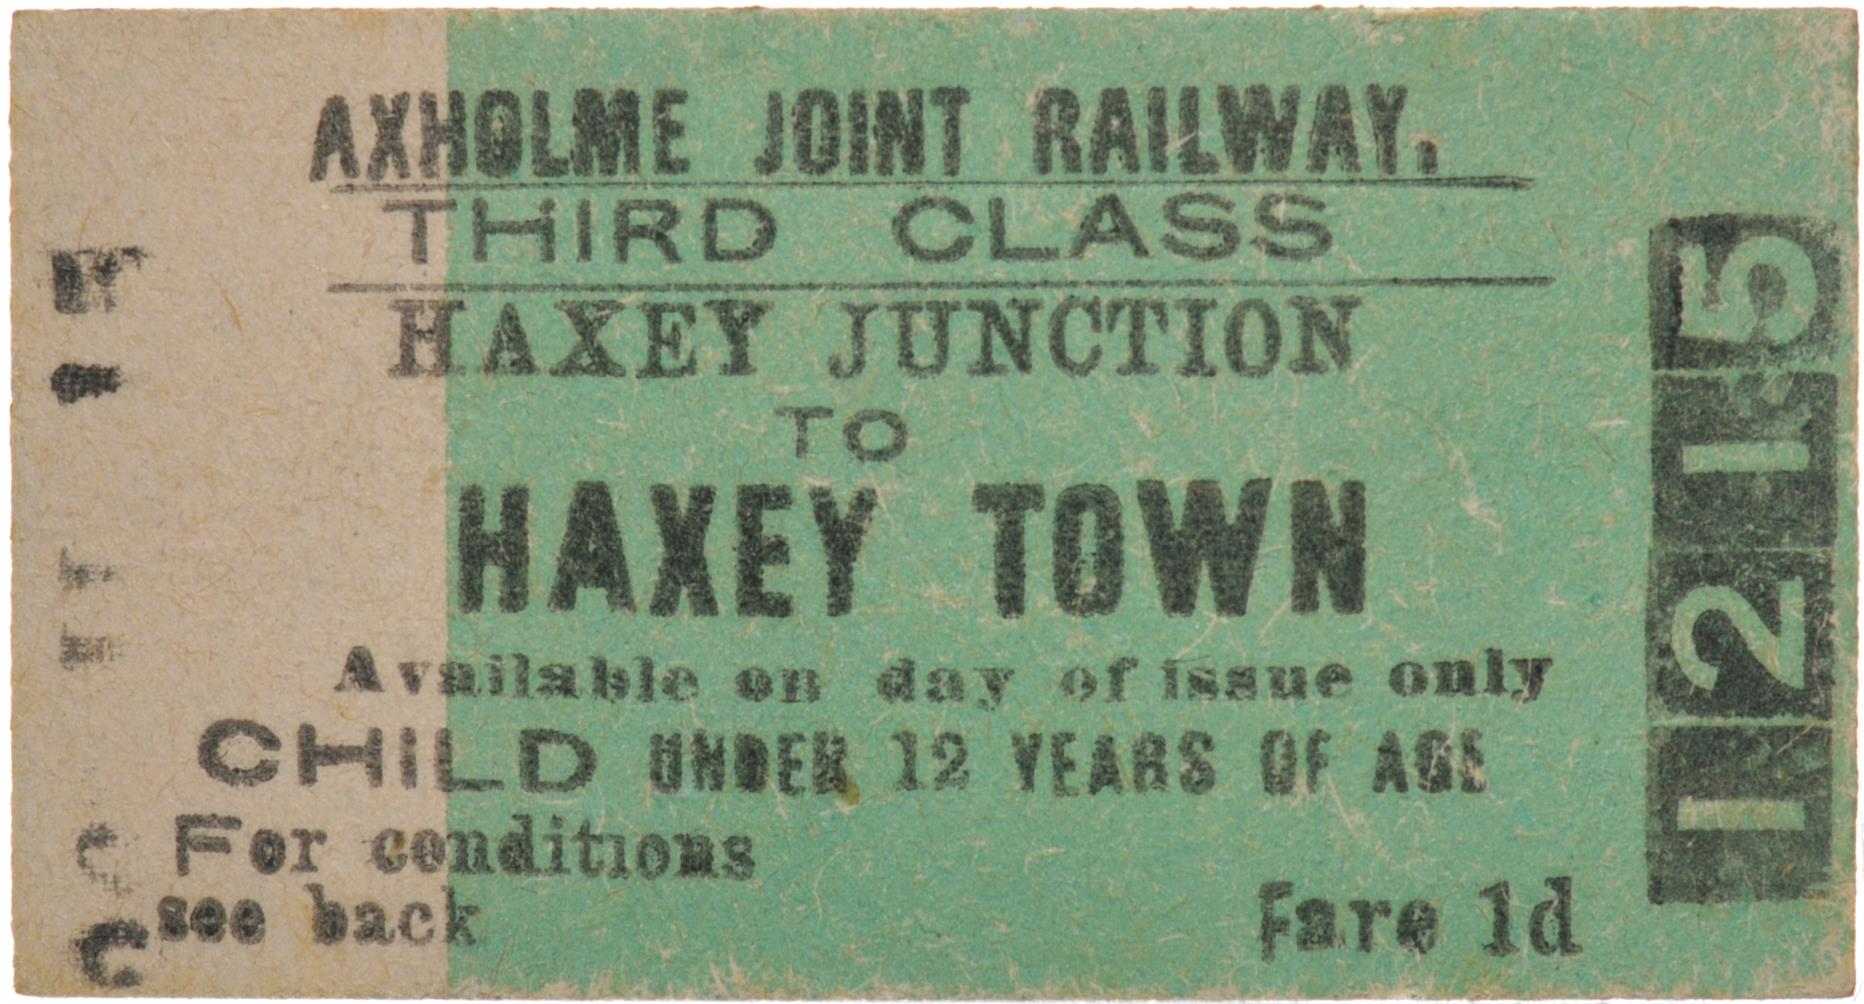 AXHOLME JOINT RAILWAY.
THIRD CLASS
HAXEY JUNCTION
TO
HAXEY TOWN
Available on day of issue only
CHILD UNDER 12 YEARS OF AGE
For conditions
see back
Fare 1d
1215